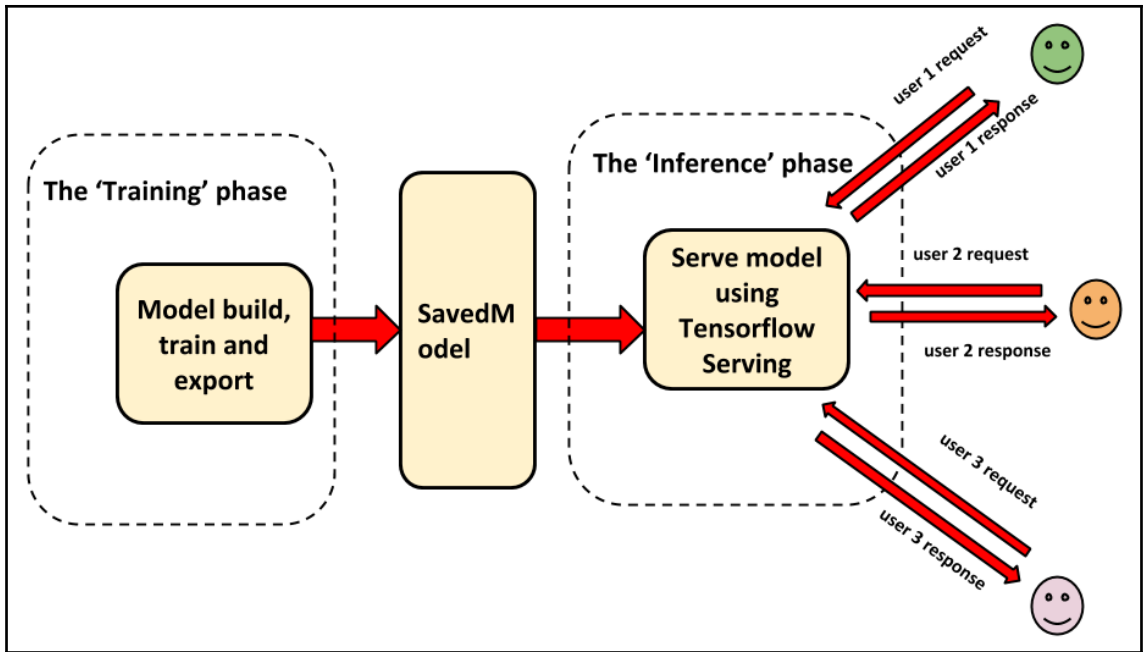 The 'Training' phase
Model build,
train and
export
SavedM
odel
The 'Inference' phase
Serve model
using
Tensorflow
Serving
user 1 request
user 1 response
user 2 request
user 2 response
user 3 request
user 3 response